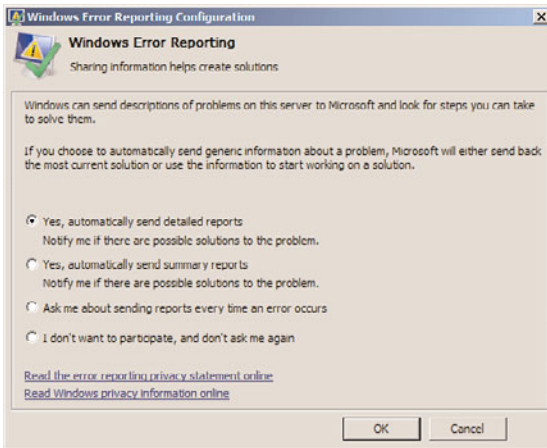 Windows Error Reporting Configuration
Windows Error Reporting
Sharing information helps create solutions
Windows can send descriptions of problems on this server to Microsoft and look for steps you can take
to solve them.
If you choose to automatically send generic information about a problem, Microsoft will either send back
the most current solution or use the information to start working on a solution.
Yes, automatically send detailed reports
Notify me if there are possible solutions to the problem.
Yes, automatically send summary reports
Notify me if there are possible solutions to the problem.
Ask me about sending reports every time an error occurs
I don't want to participate, and don't ask me again
Read the error reporting privacy statement online
Read Windows privacy information online
OK Cancel